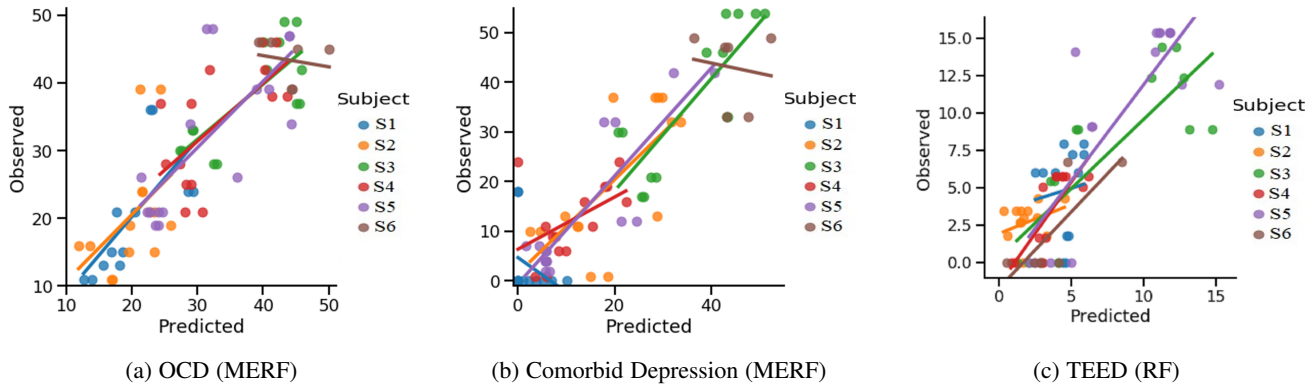 Observed
50
40
30
20
10
10 20 30 40 50
Predicted
Subject
S1
S2
S3
S4
S5
S6
(a) OCD (MERF)
Observed
50
40
30
20
10
0
0 20 40
Predicted
Subject
S1
S2
S3
S4
S5
S6
(b) Comorbid Depression (MERF)
Observed
15.0
12.5
10.0
7.5
5.0
2.5
0.0
0 5 10 15
Predicted
Subject
S1
S2
S3
S4
S5
S6
(c) TEED (RF)